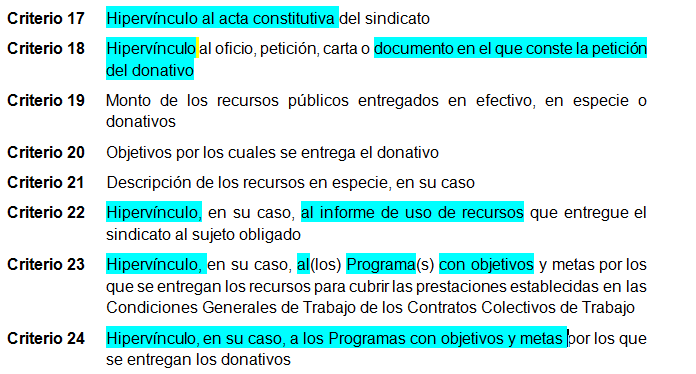 Criterio 17 Hipervínculo al acta constitutiva del sindicato
Criterio 18 Hipervínculo al oficio, petición, carta o documento en el que conste la petición
del donativo
Criterio 19 Monto de los recursos públicos entregados en efectivo, en especie o
donativos
Criterio 20 Objetivos por los cuales se entrega el donativo
Criterio 21 Descripción de los recursos en especie, en su caso
Criterio 22 Hipervínculo, en su caso, al informe de uso de recursos que entregue el
sindicato al sujeto obligado
Criterio 23 Hipervínculo, en su caso, al(los) Programa(s) con objetivos y metas por los
que se entregan los recursos para cubrir las prestaciones establecidas en las
Condiciones Generales de Trabajo de los Contratos Colectivos de Trabajo
Criterio 24 Hipervínculo, en su caso, a los Programas con objetivos y metas por los que
se entregan los donativos